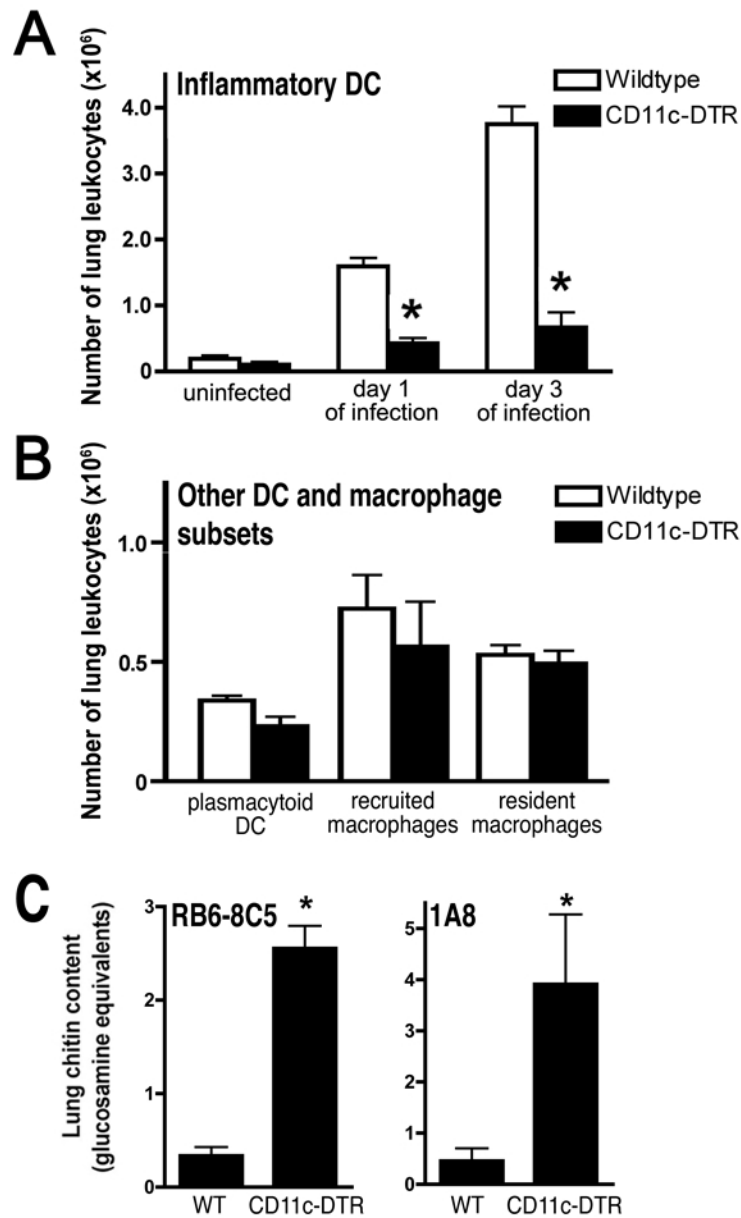 A
Inflammatory DC
Wildtype
CD11c-DTR
Number of lung leukocytes (x10⁶)
4.0
3.0
2.0
1.0
0
*
*
uninfected
day 1
of infection
day 3
of infection
B
Other DC and macrophage
subsets
Wildtype
CD11c-DTR
Number of lung leukocytes (x10⁶)
1.0
0.5
0
plasmacytoid
DC
recruited
macrophages
resident
macrophages
C
Lung chitin content
(glucosamine equivalents)
RB6-8C5
3
2
1
0
*
WT
CD11c-DTR
1A8
5
4
3
2
1
0
*
WT
CD11c-DTR